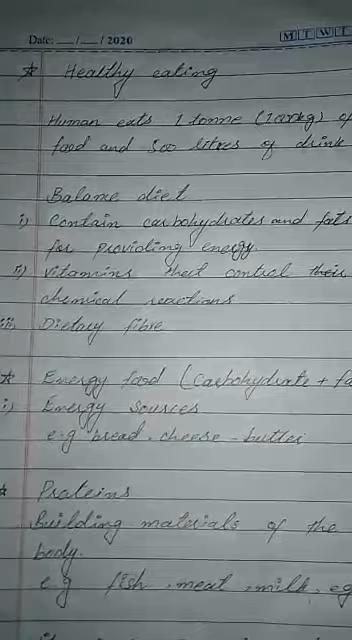 Date: __/__/2020 M T W T
* Healthy eating
Human eats 1 tonne (1000kg) of
food and 500 litres of drink
Balance diet
i) Contain carbohydrates and fats
for providing energy.
ii) Vitamins that control their
chemical reactions
iii) Dietary fibre
* Energy food (Carbohydrate + fa
i) Energy sources
e.g bread, cheese - butter
* Proteins
Building materials of the
body.
e.g fish, meat, milk, eg